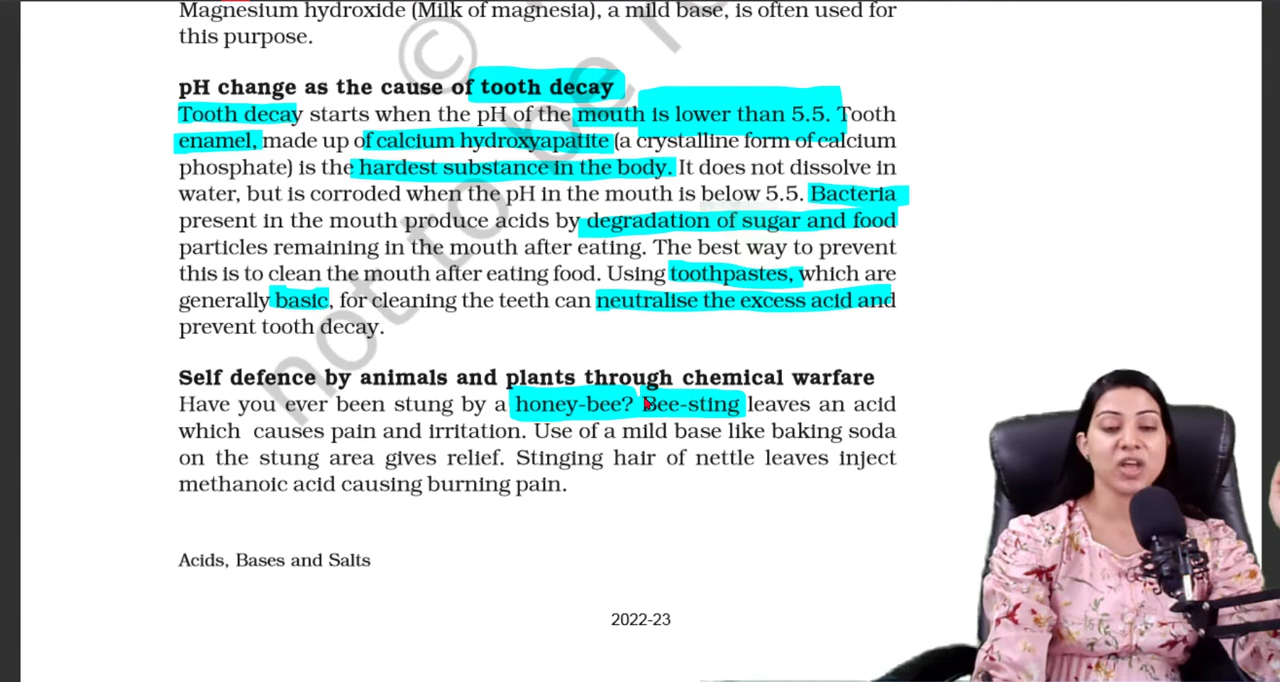 Magnesium hydroxide (Milk of magnesia), a mild base, is often used for
this purpose.
pH change as the cause of tooth decay
Tooth decay starts when the pH of the mouth is lower than 5.5. Tooth
enamel, made up of calcium hydroxyapatite (a crystalline form of calcium
phosphate) is the hardest substance in the body. It does not dissolve in
water, but is corroded when the pH in the mouth is below 5.5. Bacteria
present in the mouth produce acids by degradation of sugar and food
particles remaining in the mouth after eating. The best way to prevent
this is to clean the mouth after eating food. Using toothpastes, which are
generally basic, for cleaning the teeth can neutralise the excess acid and
prevent tooth decay.
Self defence by animals and plants through chemical warfare
Have you ever been stung by a honey-bee? Bee-sting leaves an acid
which causes pain and irritation. Use of a mild base like baking soda
on the stung area gives relief. Stinging hair of nettle leaves inject
methanoic acid causing burning pain.
Acids, Bases and Salts
2022-23
©
not to be r